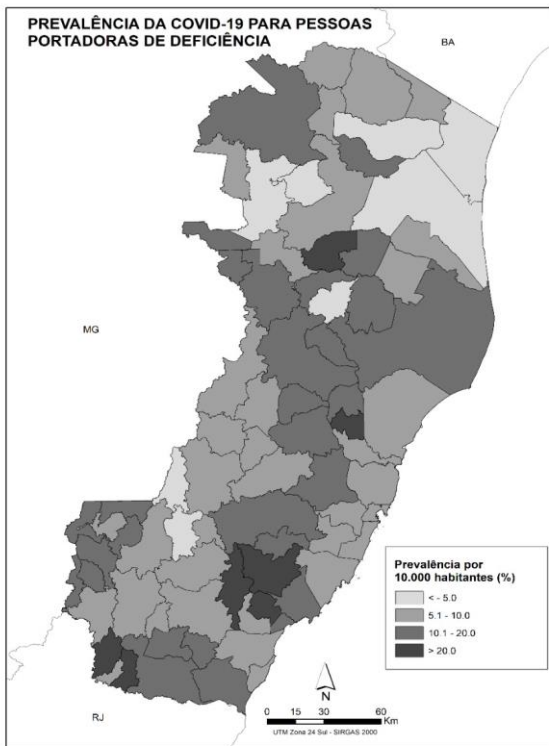 PREVALÊNCIA DA COVID-19 PARA PESSOAS
PORTADORAS DE DEFICIÊNCIA
BA
MG
Prevalência por
10.000 habitantes (%)
< - 5.0
5.1 - 10.0
10.1 - 20.0
> 20.0
N
0 15 30 60
Km
UTM Zona 24 Sul - SIRGAS 2000
RJ